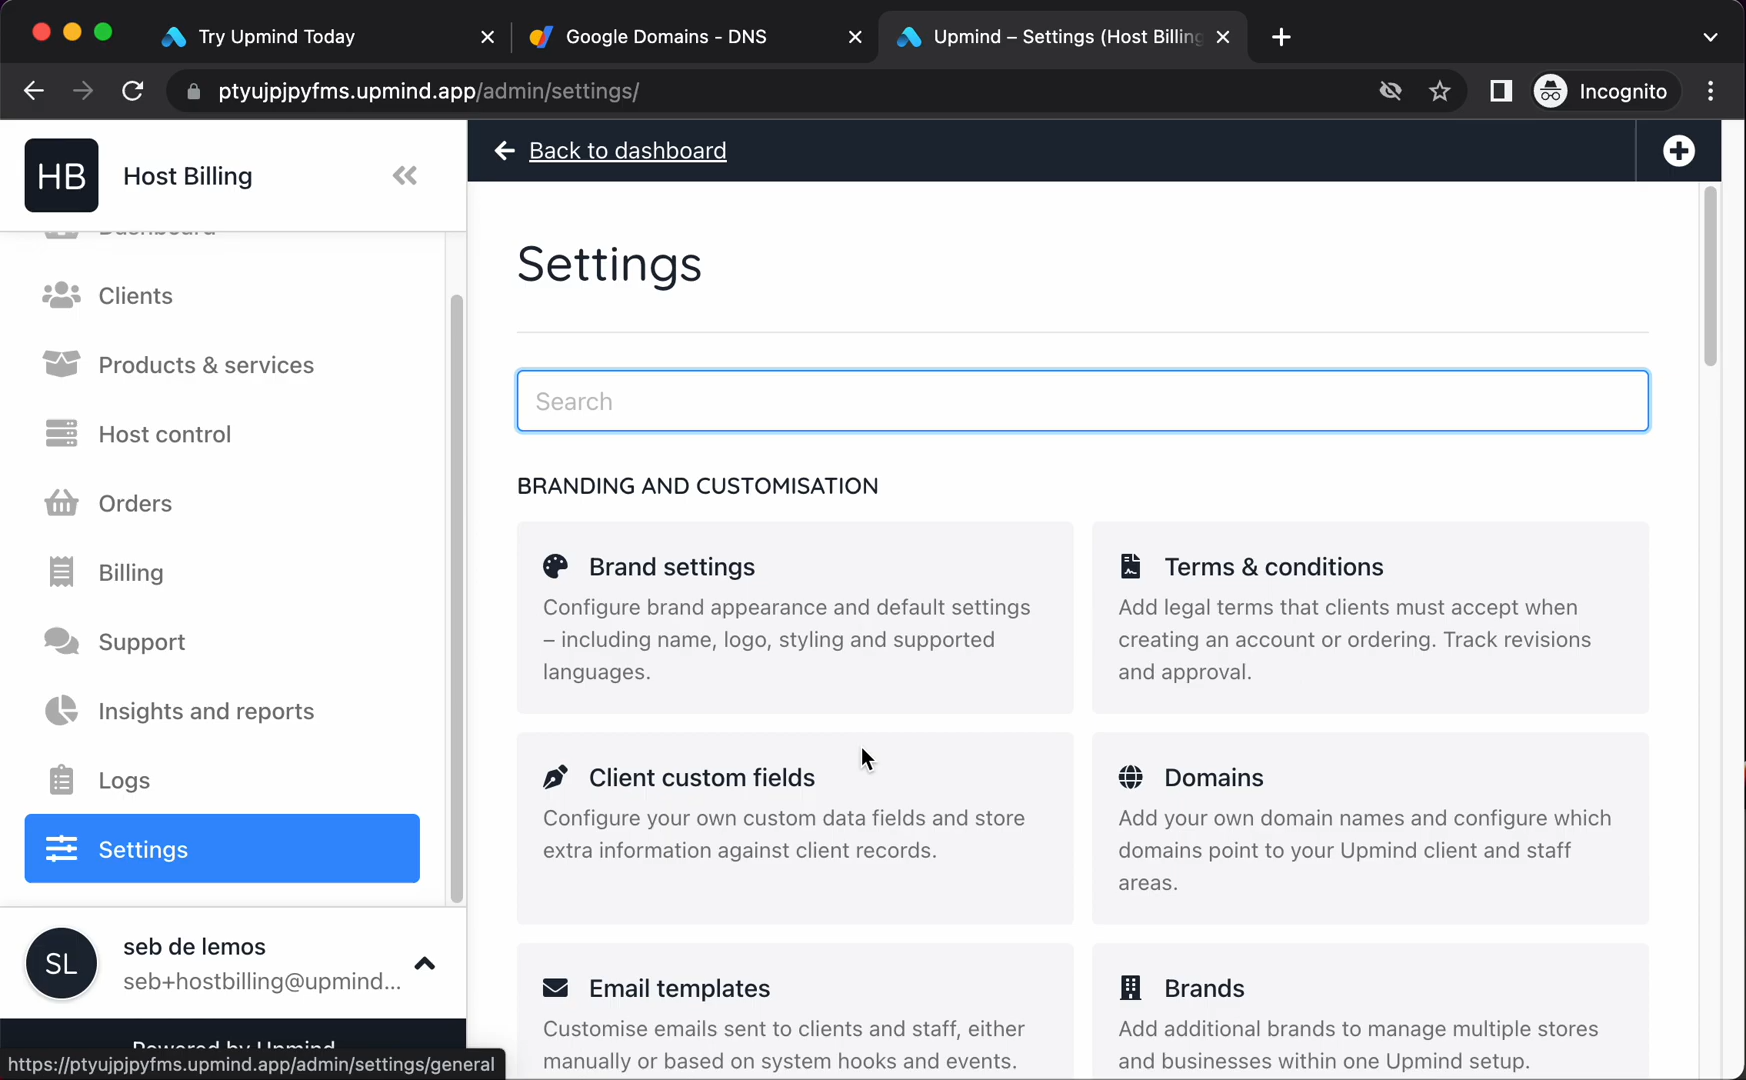 Try Upmind Today
Google Domains - DNS
Upmind – Settings (Host Billing
ptyujpjpyfms.upmind.app/admin/settings/
Incognito
HB
Host Billing
Back to dashboard
Dashboard
Clients
Products & services
Host control
Orders
Billing
Support
Insights and reports
Logs
Settings
SL
seb de lemos
seb+hostbilling@upmind...
Powered by Upmind
https://ptyujpjpyfms.upmind.app/admin/settings/general
Settings
Search
BRANDING AND CUSTOMISATION
Brand settings
Configure brand appearance and default settings
– including name, logo, styling and supported
languages.
Terms & conditions
Add legal terms that clients must accept when
creating an account or ordering. Track revisions
and approval.
Client custom fields
Configure your own custom data fields and store
extra information against client records.
Domains
Add your own domain names and configure which
domains point to your Upmind client and staff
areas.
Email templates
Customise emails sent to clients and staff, either
manually or based on system hooks and events.
Brands
Add additional brands to manage multiple stores
and businesses within one Upmind setup.